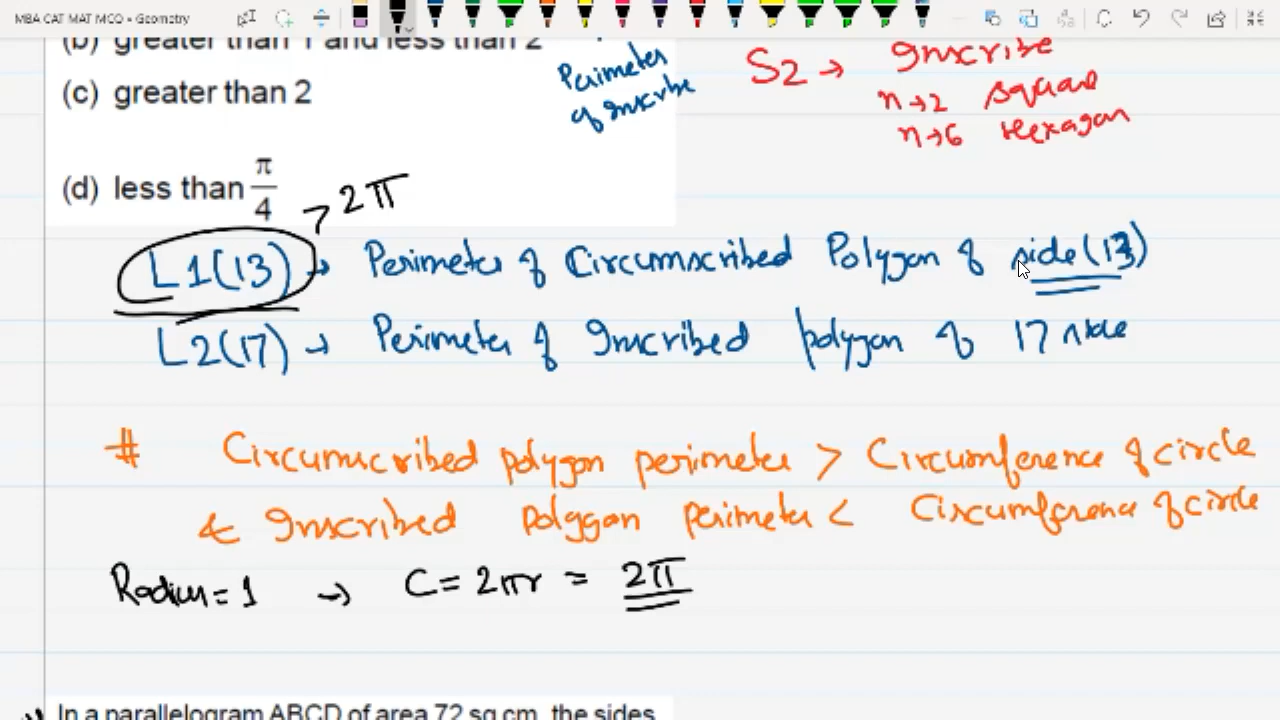 MBA CAT MAT MCQ » Geometry
(b) greater than 1 and less than 2
(c) greater than 2
(d) less than π/4
Perimeter
of Inscribe
S2 → Inscribe
n→2 square
n→6 Hexagon
> 2π
L1(13) → Perimeter of Circumscribed Polygon of side(13)
L2(17) → Perimeter of Inscribed polygon of 17 side
# Circumscribed polygon perimeter > Circumference of circle
& Inscribed polygon perimeter < Circumference of circle
Radius = 1 → C = 2πr = 2π
In a parallelogram ABCD of area 72 sq cm, the sides